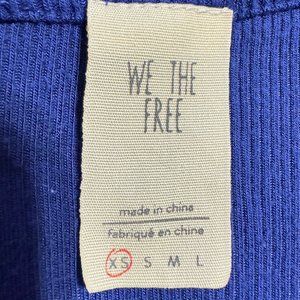 WE THE
FREE
made in china
fabriqué en chine
XS S M L